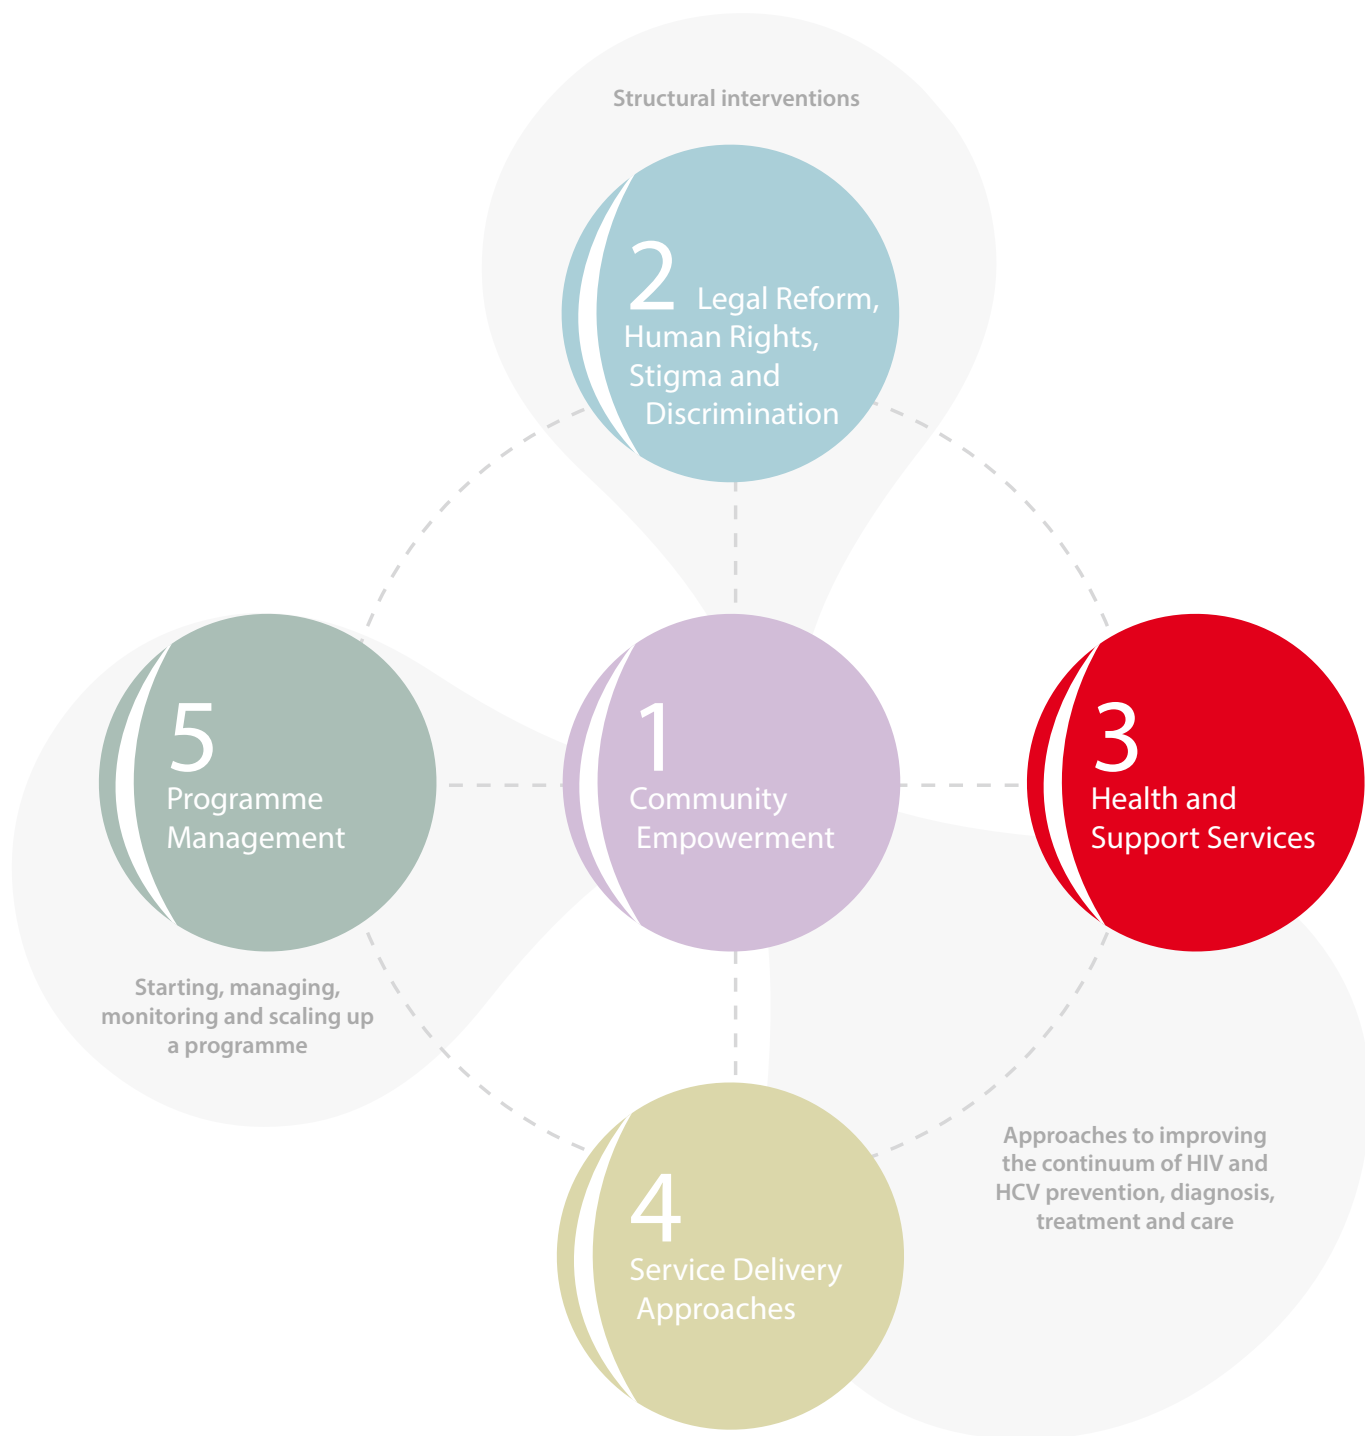 Structural interventions
2 Legal Reform,
Human Rights,
Stigma and
Discrimination
5
Programme
Management
1
Community
Empowerment
3
Health and
Support Services
Starting, managing,
monitoring and scaling up
a programme
4
Service Delivery
Approaches
Approaches to improving
the continuum of HIV and
HCV prevention, diagnosis,
treatment and care